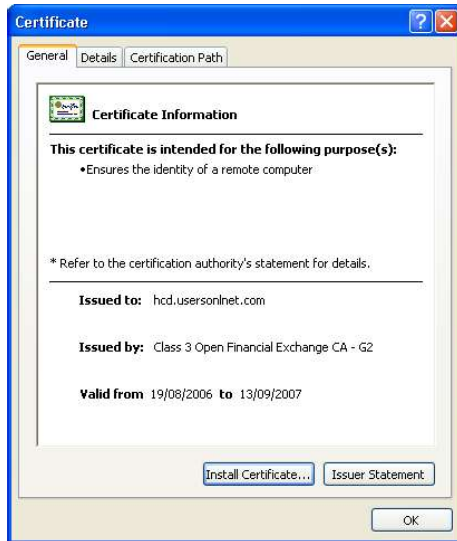 Certificate
General Details Certification Path
Certificate Information
This certificate is intended for the following purpose(s):
•Ensures the identity of a remote computer
* Refer to the certification authority's statement for details.
Issued to: hcd.usersonlnet.com
Issued by: Class 3 Open Financial Exchange CA - G2
Valid from 19/08/2006 to 13/09/2007
Install Certificate... Issuer Statement
OK